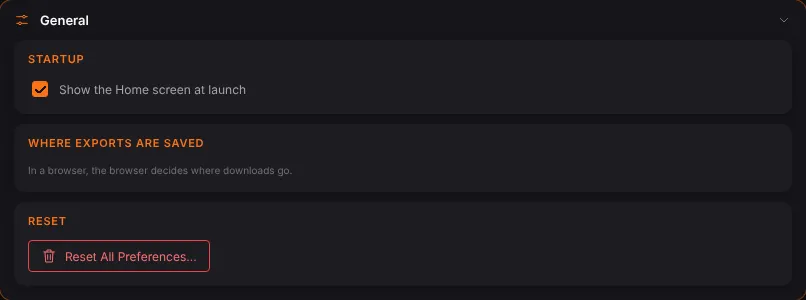 General
STARTUP
Show the Home screen at launch
WHERE EXPORTS ARE SAVED
In a browser, the browser decides where downloads go.
RESET
Reset All Preferences...